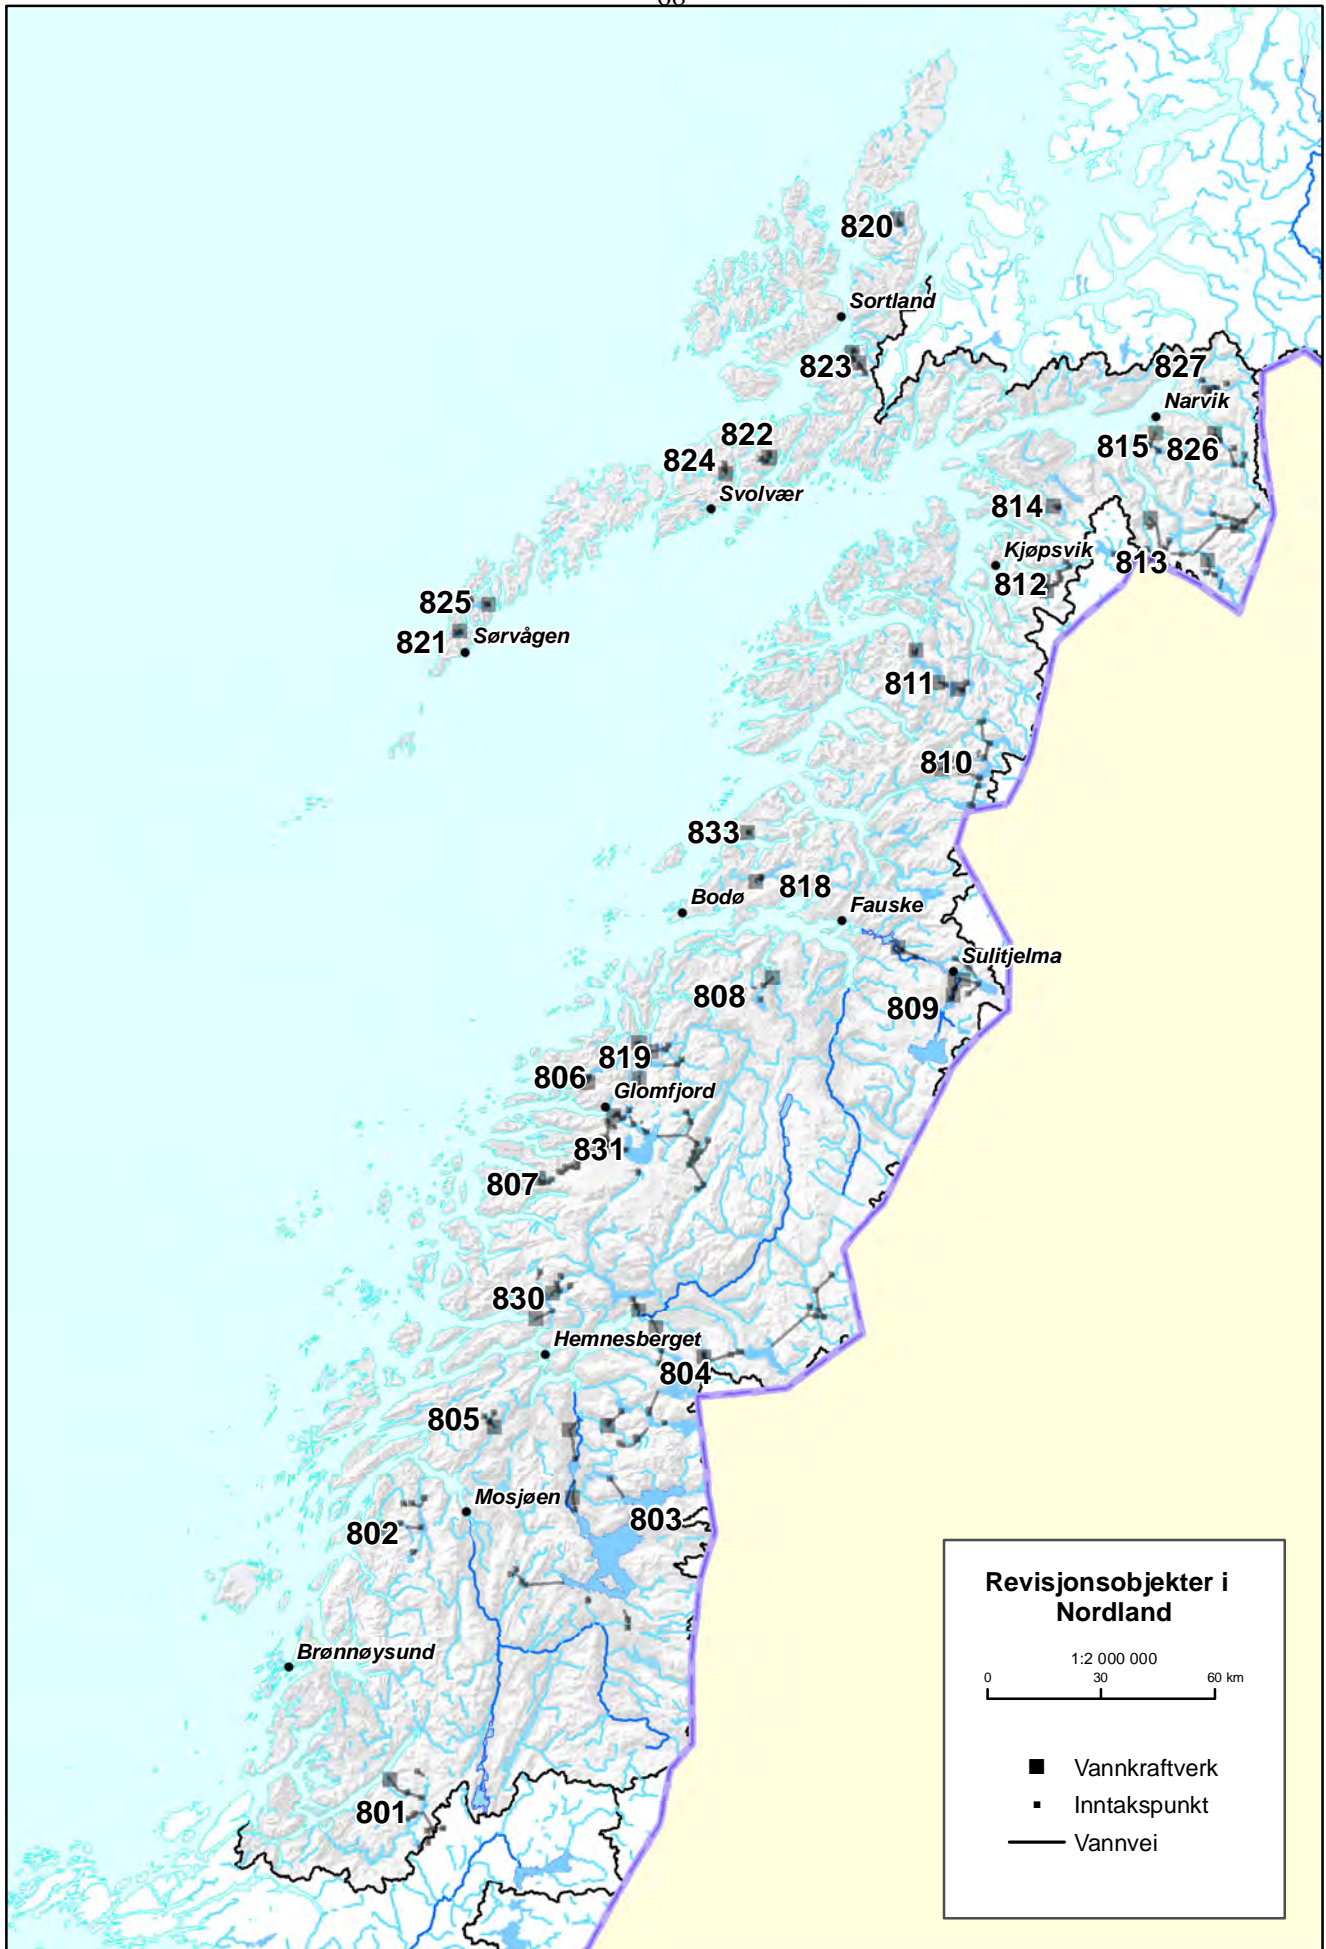 820
Sortland
823
827
Narvik
822
815
826
824
Svolvær
814
Kjøpsvik
813
812
825
821
Sørvågen
811
810
833
818
Bodø
Fauske
Sulitjelma
808
809
819
806
Glomfjord
831
807
830
Hemnesberget
804
805
Mosjøen
803
802
Brønnøysund
801
Revisjonsobjekter i
Nordland
1:2 000 000
0 30 60 km
Vannkraftverk
Inntakspunkt
Vannvei